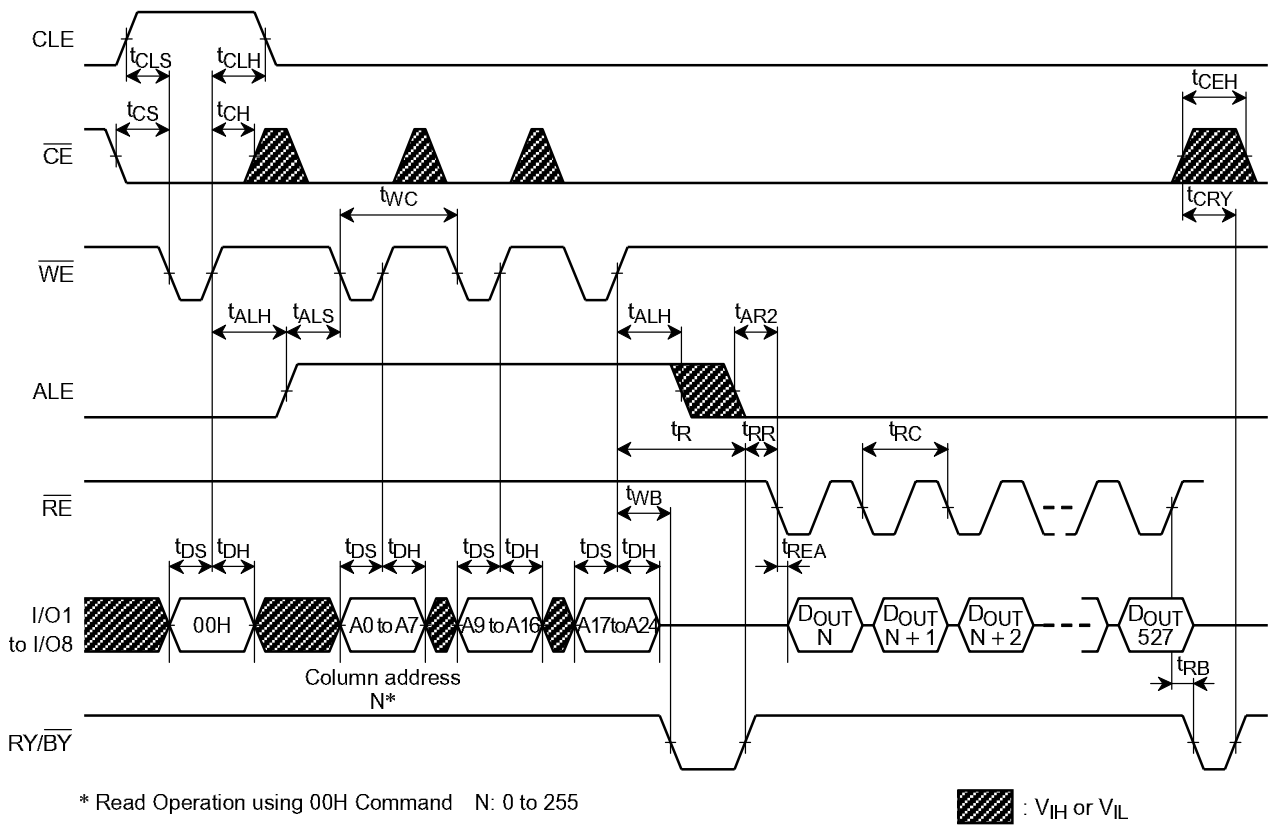 CLE
tCLS
tCLH
tCEH
tCS
tCH
CE
tWC
tCRY
WE
tALH
tALS
tALH
tAR2
ALE
tR
tRR
tRC
RE
tWB
tREA
tDS
tDH
tDS
tDH
tDS
tDH
tDS
tDH
I/O1
to I/O8
00H
A0 to A7
A9 to A16
A17 to A24
DOUT
N
DOUT
N + 1
DOUT
N + 2
DOUT
527
Column address
N*
tRB
RY/BY
* Read Operation using 00H Command N: 0 to 255
: VIH or VIL